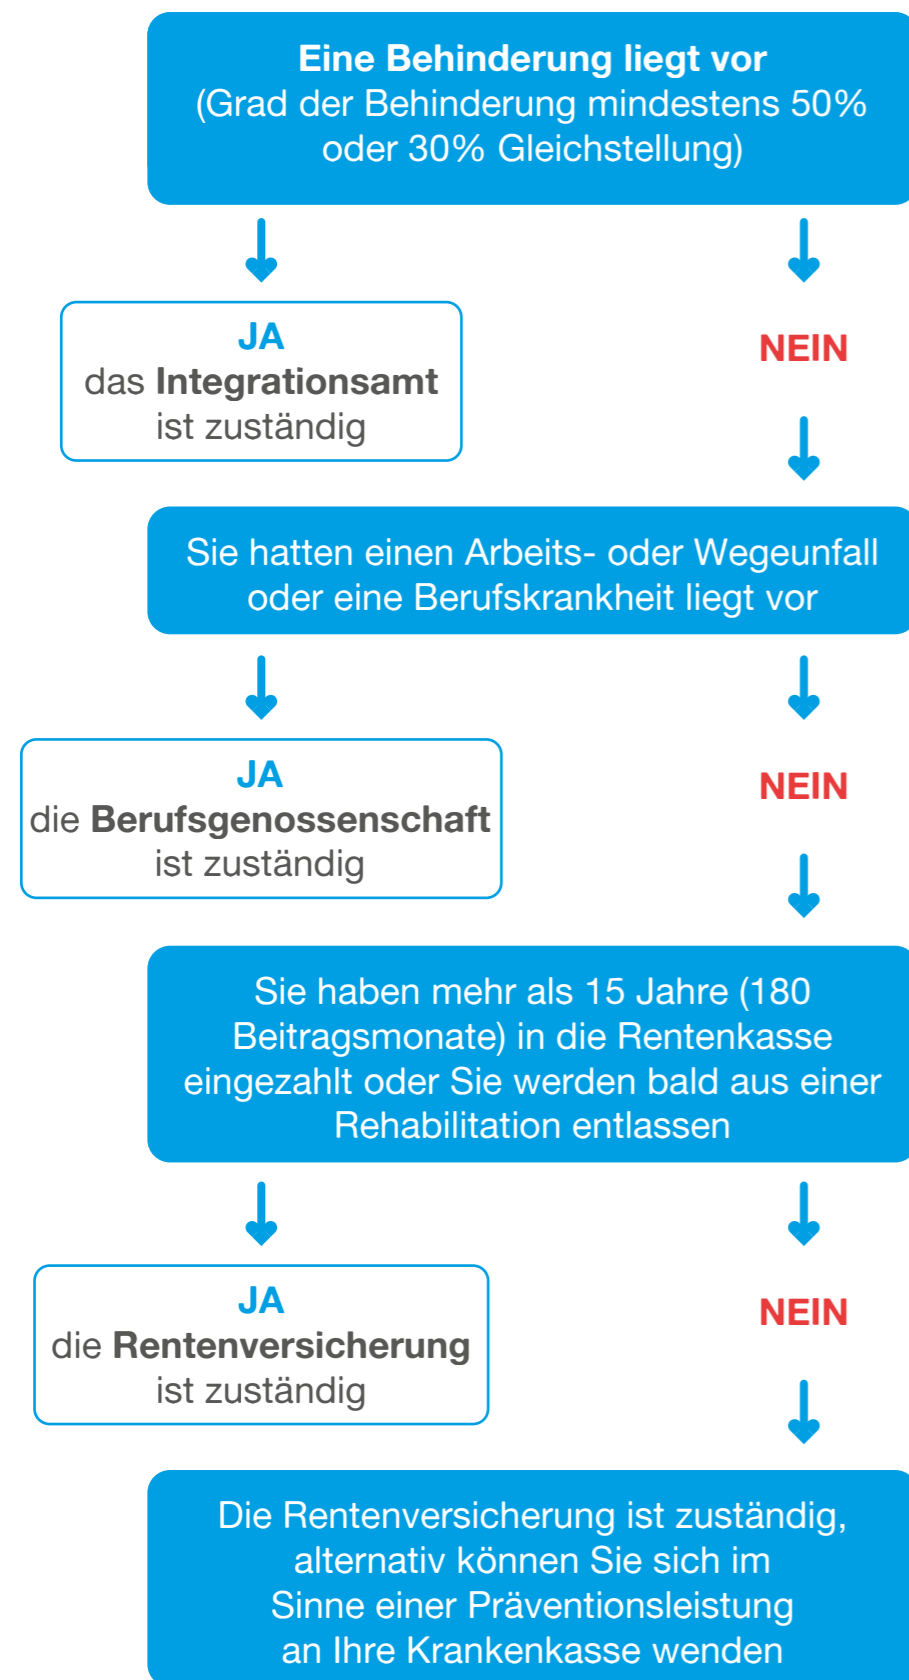 Eine Behinderung liegt vor
(Grad der Behinderung mindestens 50%
oder 30% Gleichstellung)
JA
das Integrationsamt
ist zuständig
NEIN
Sie hatten einen Arbeits- oder Wegeunfall
oder eine Berufskrankheit liegt vor
JA
die Berufsgenossenschaft
ist zuständig
NEIN
Sie haben mehr als 15 Jahre (180
Beitragsmonate) in die Rentenkasse
eingezahlt oder Sie werden bald aus einer
Rehabilitation entlassen
JA
die Rentenversicherung
ist zuständig
NEIN
Die Rentenversicherung ist zuständig,
alternativ können Sie sich im
Sinne einer Präventionsleistung
an Ihre Krankenkasse wenden